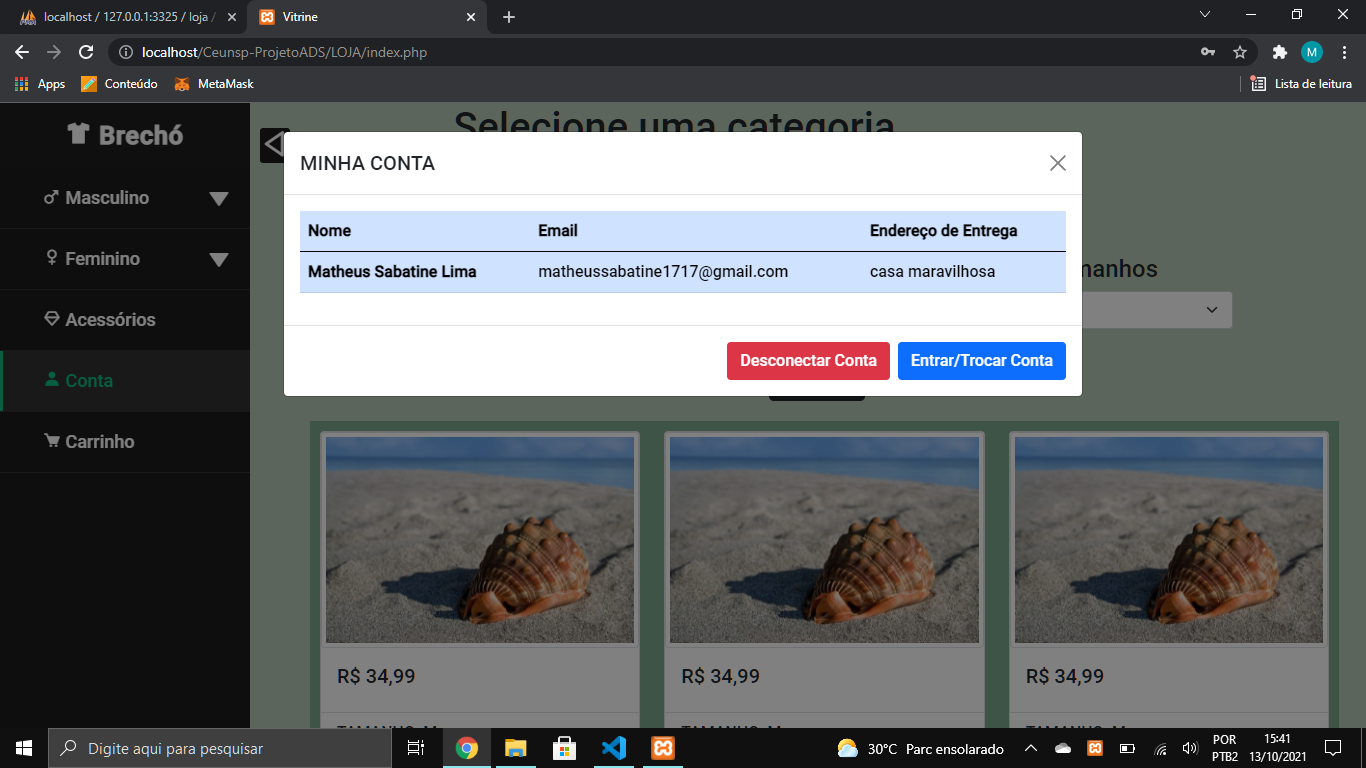 localhost / 127.0.0.1:3325 / loja /
Vitrine
localhost/Ceunsp-ProjetoADS/LOJA/index.php
M
Apps
Conteúdo
MetaMask
Lista de leitura
Brechó
Masculino
Feminino
Acessórios
Conta
Carrinho
Selecione uma categoria
MINHA CONTA
Nome Email Endereço de Entrega
Matheus Sabatine Lima matheussabatine1717@gmail.com casa maravilhosa
Desconectar Conta
Entrar/Trocar Conta
R$ 34,99
R$ 34,99
R$ 34,99
TAMANHO: M
TAMANHO: M
TAMANHO: M
Digite aqui para pesquisar
30°C Parc ensolarado
POR
PTB2
15:41
13/10/2021